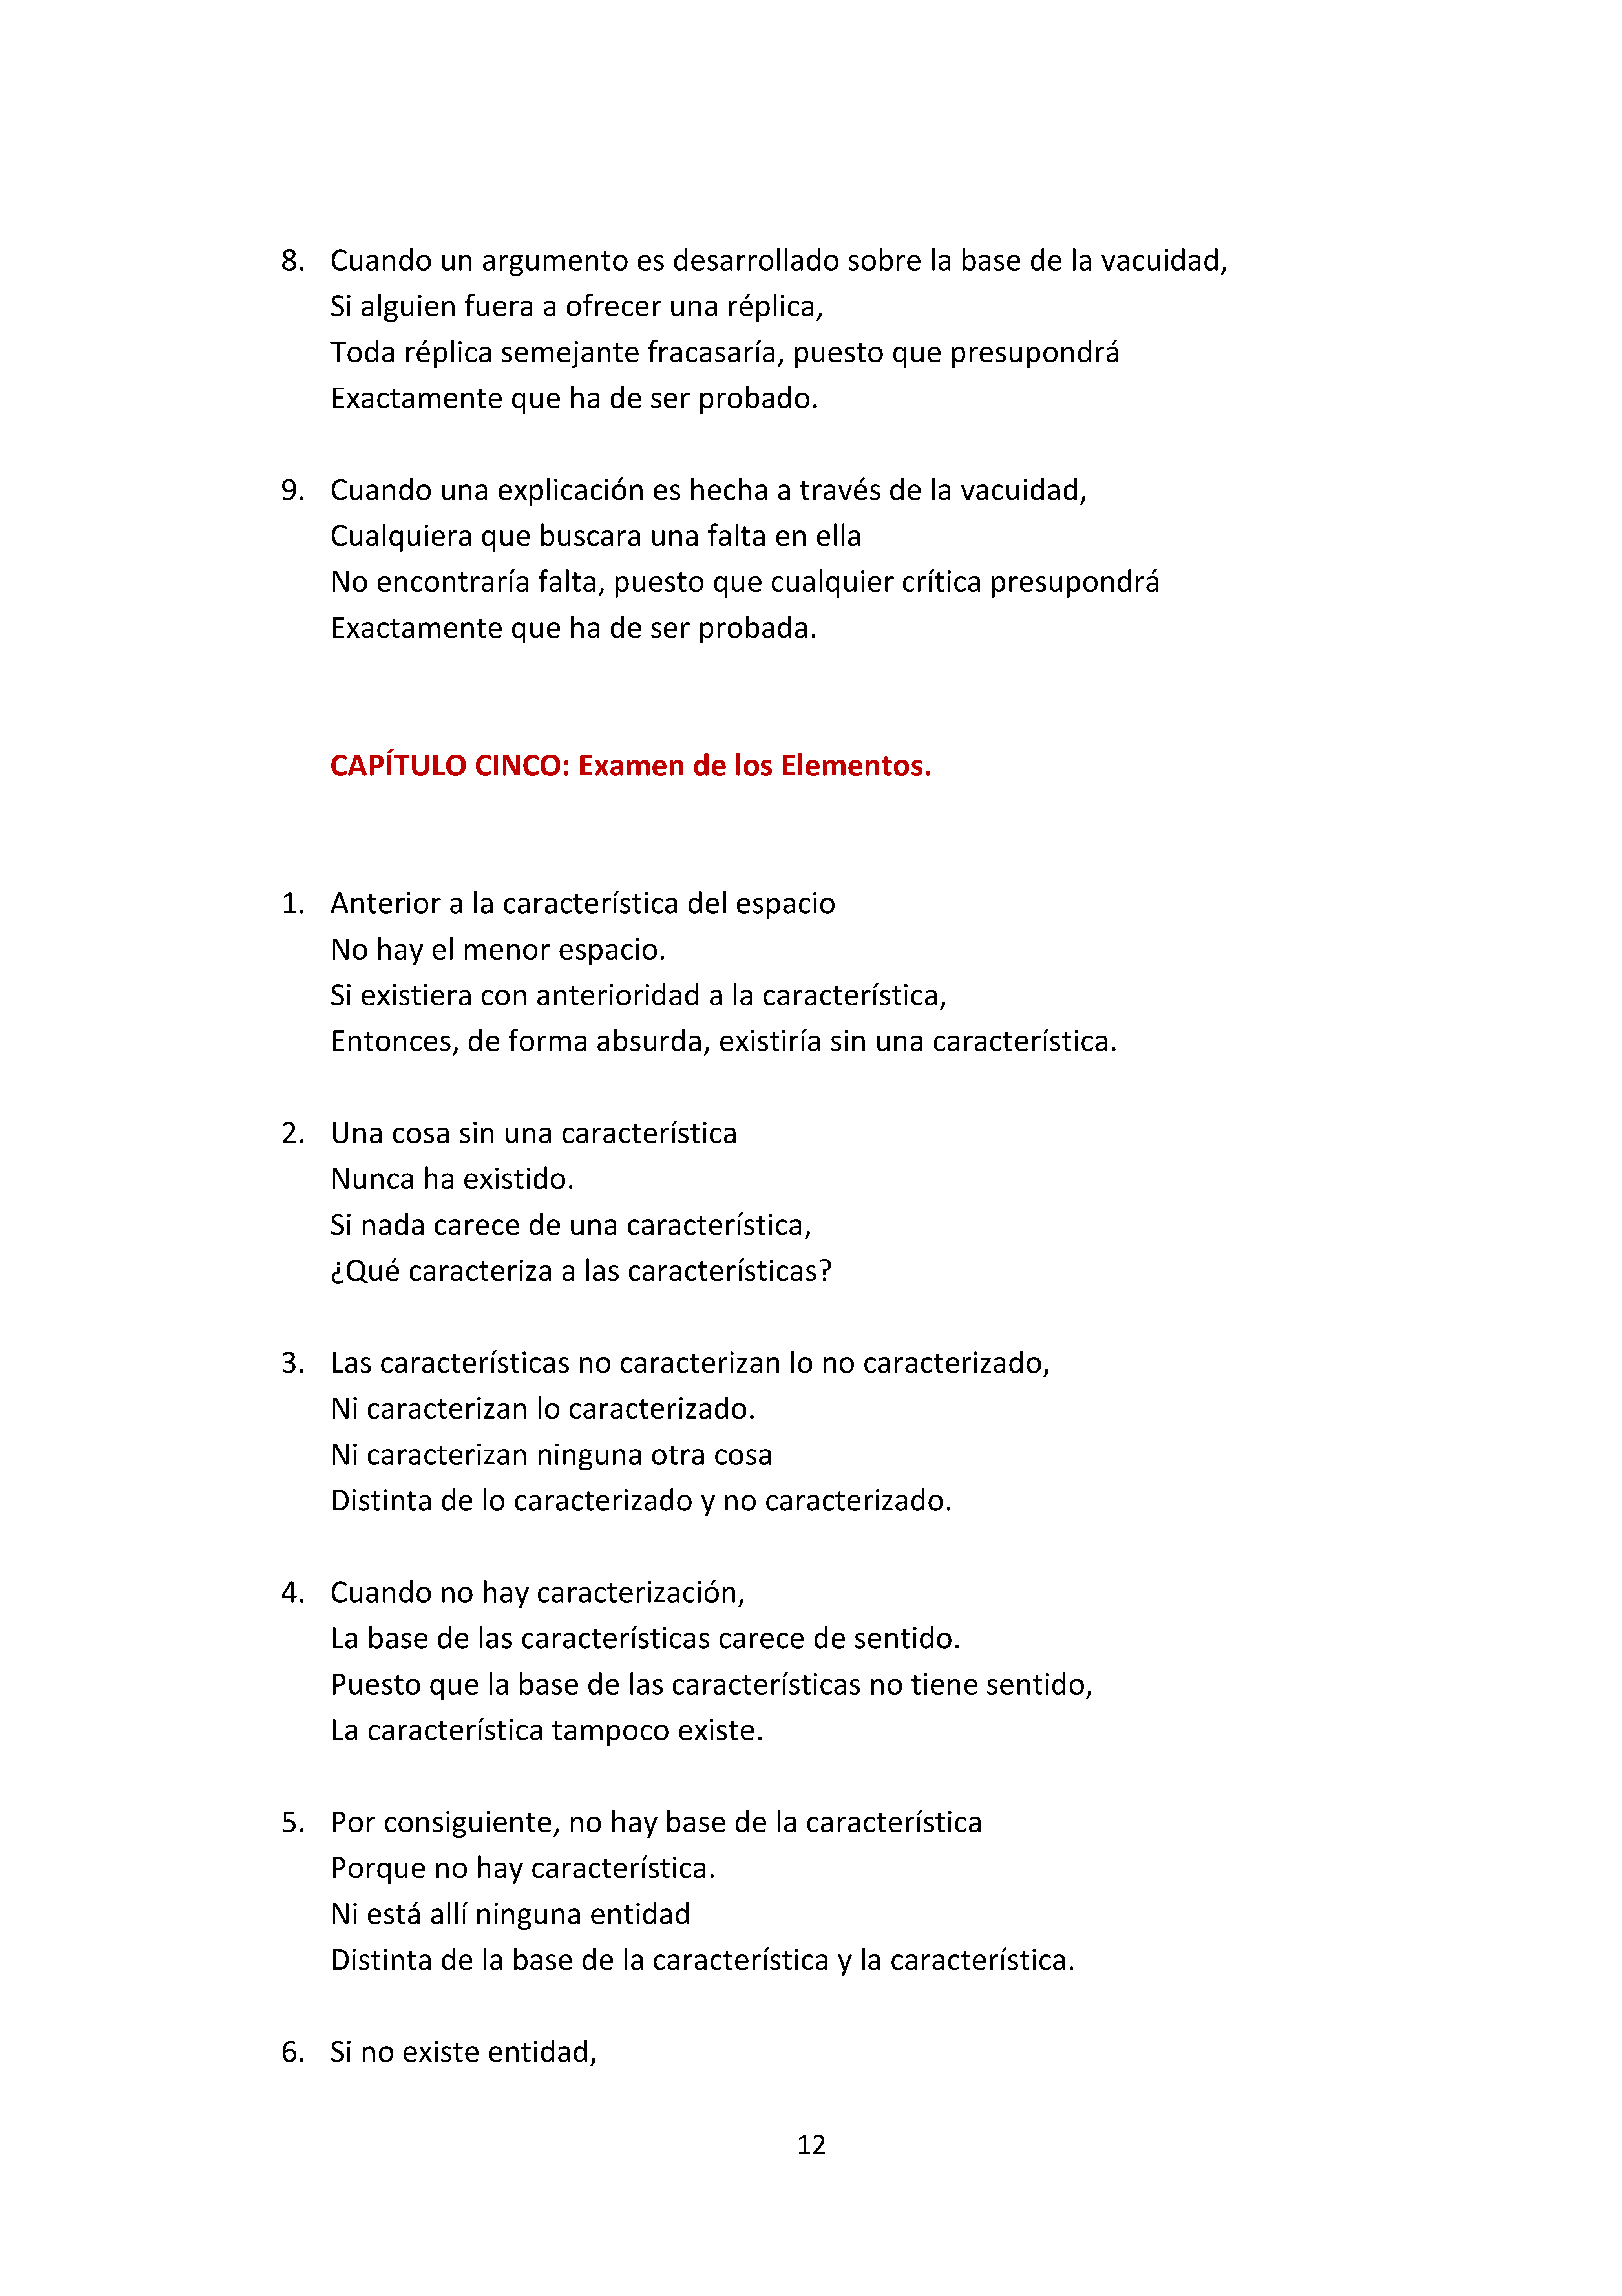 8. Cuando un argumento es desarrollado sobre la base de la vacuidad,
Si alguien fuera a ofrecer una réplica,
Toda réplica semejante fracasaría, puesto que presupondrá
Exactamente que ha de ser probado.
9. Cuando una explicación es hecha a través de la vacuidad,
Cualquiera que buscara una falta en ella
No encontraría falta, puesto que cualquier crítica presupondrá
Exactamente que ha de ser probada.
CAPÍTULO CINCO: Examen de los Elementos.
1. Anterior a la característica del espacio
No hay el menor espacio.
Si existiera con anterioridad a la característica,
Entonces, de forma absurda, existiría sin una característica.
2. Una cosa sin una característica
Nunca ha existido.
Si nada carece de una característica,
¿Qué caracteriza a las características?
3. Las características no caracterizan lo no caracterizado,
Ni caracterizan lo caracterizado.
Ni caracterizan ninguna otra cosa
Distinta de lo caracterizado y no caracterizado.
4. Cuando no hay caracterización,
La base de las características carece de sentido.
Puesto que la base de las características no tiene sentido,
La característica tampoco existe.
5. Por consiguiente, no hay base de la característica
Porque no hay característica.
Ni está allí ninguna entidad
Distinta de la base de la característica y la característica.
6. Si no existe entidad,
12